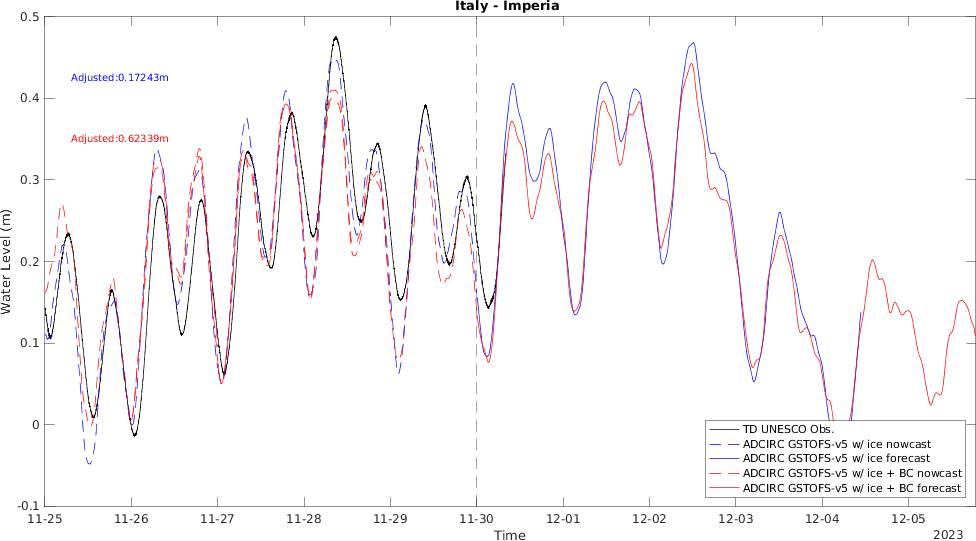 Italy - Imperia
0.5
0.4
0.3
0.2
0.1
0
-0.1
Water Level (m)
Adjusted:0.17243m
Adjusted:0.62339m
TD UNESCO Obs.
ADCIRC GSTOFS-v5 w/ ice nowcast
ADCIRC GSTOFS-v5 w/ ice forecast
ADCIRC GSTOFS-v5 w/ ice + BC nowcast
ADCIRC GSTOFS-v5 w/ ice + BC forecast
11-25 11-26 11-27 11-28 11-29 11-30 12-01 12-02 12-03 12-04 12-05
Time
2023